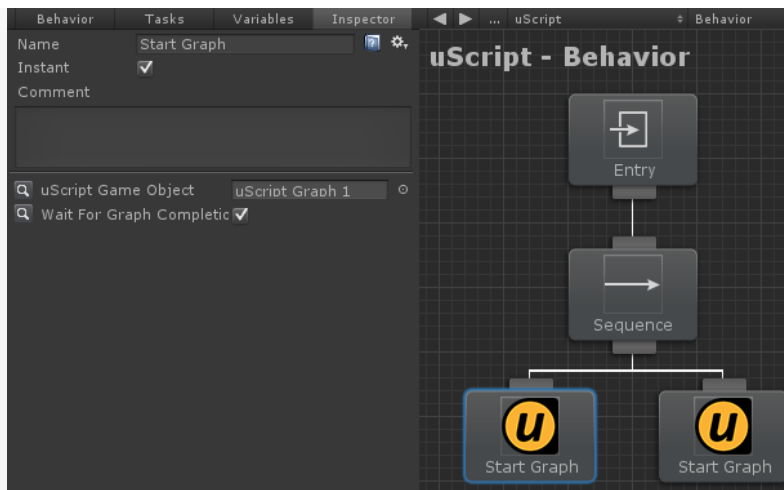 Behavior Tasks Variables Inspector ... uScript Behavior
Name Start Graph
Instant
Comment
uScript Game Object uScript Graph 1
Wait For Graph Completic
uScript - Behavior
Entry
Sequence
u u
Start Graph Start Graph